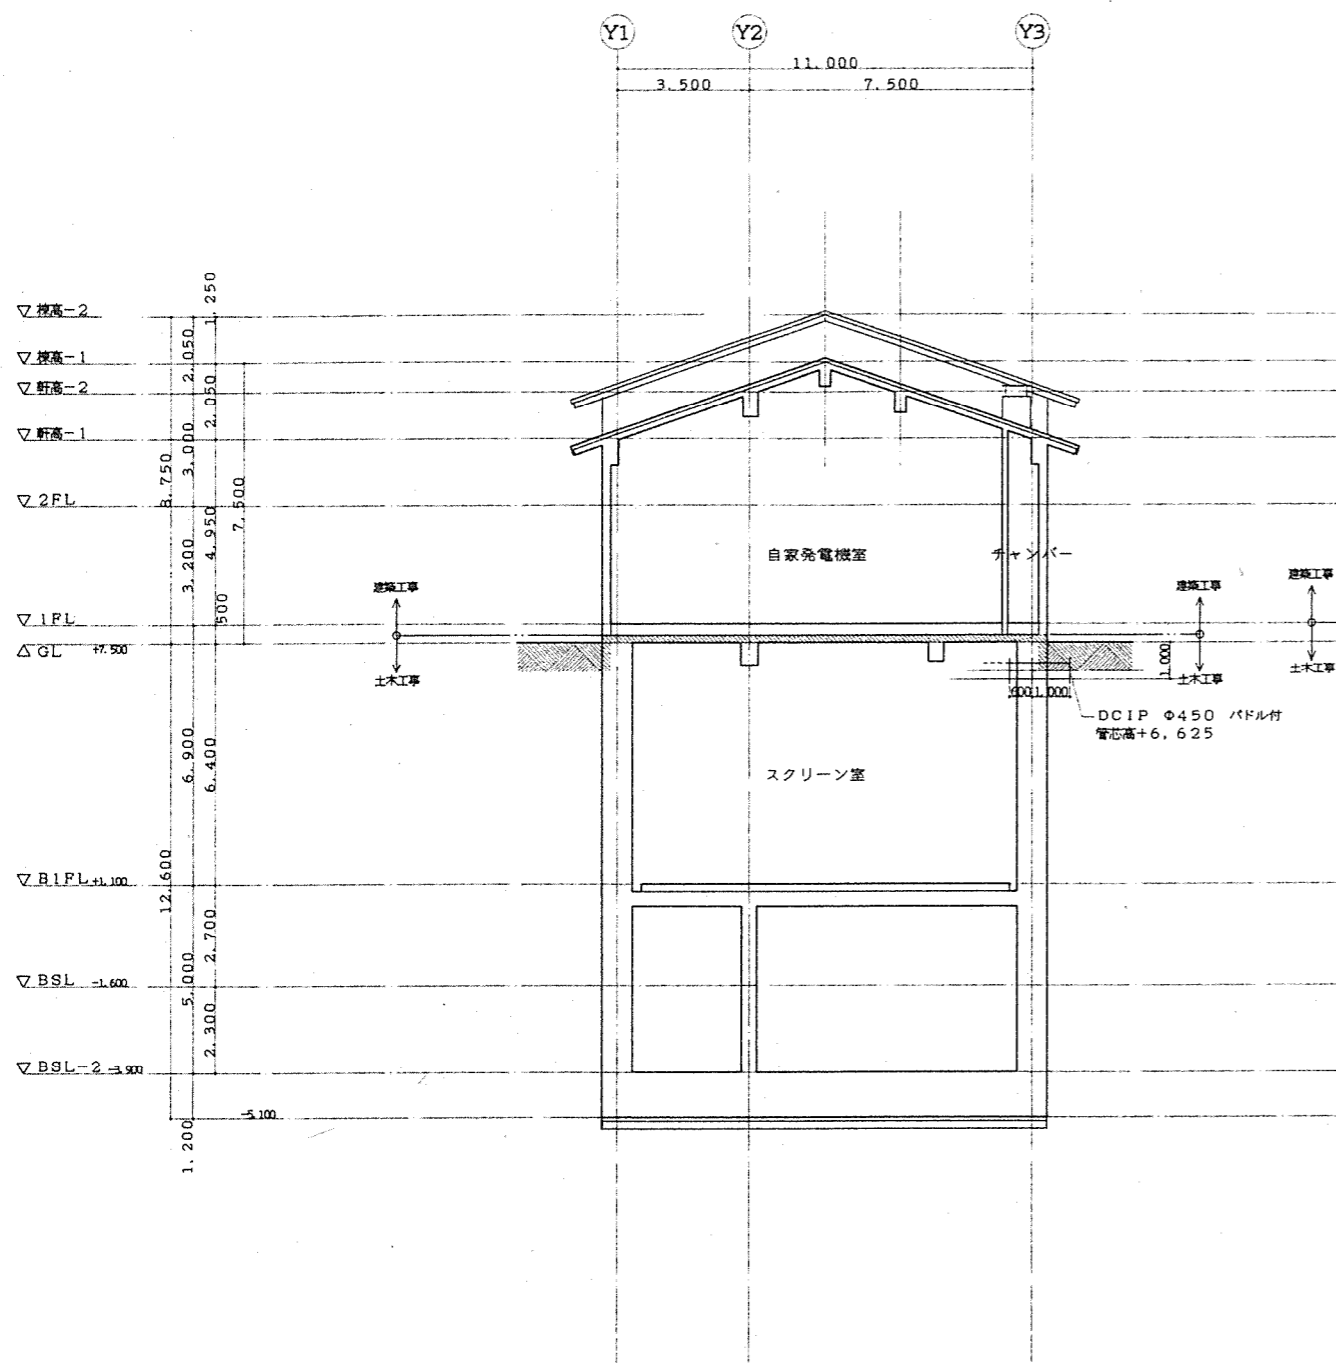 Y1 Y2 Y3
11,000
3,500 7,500
1,250
▽棟高-2
2,050
▽棟高-1
▽軒高-2
2,050
▽軒高-1
3,000
8,750
▽2FL
7,500
4,950
3,200
自家発電機室
チャンバー
建築工事
建築工事
建築工事
500
▽1FL
△GL +7.500
土木工事
土木工事
土木工事
1,000
600 1,000
DCIP Φ450 パドル付
管芯高+6,625
6,900
6,400
スクリーン室
12,600
▽B1FL +1,100
2,700
5,000
▽BSL -1,600
2,300
▽BSL-2 -3,900
-5,100
1,200